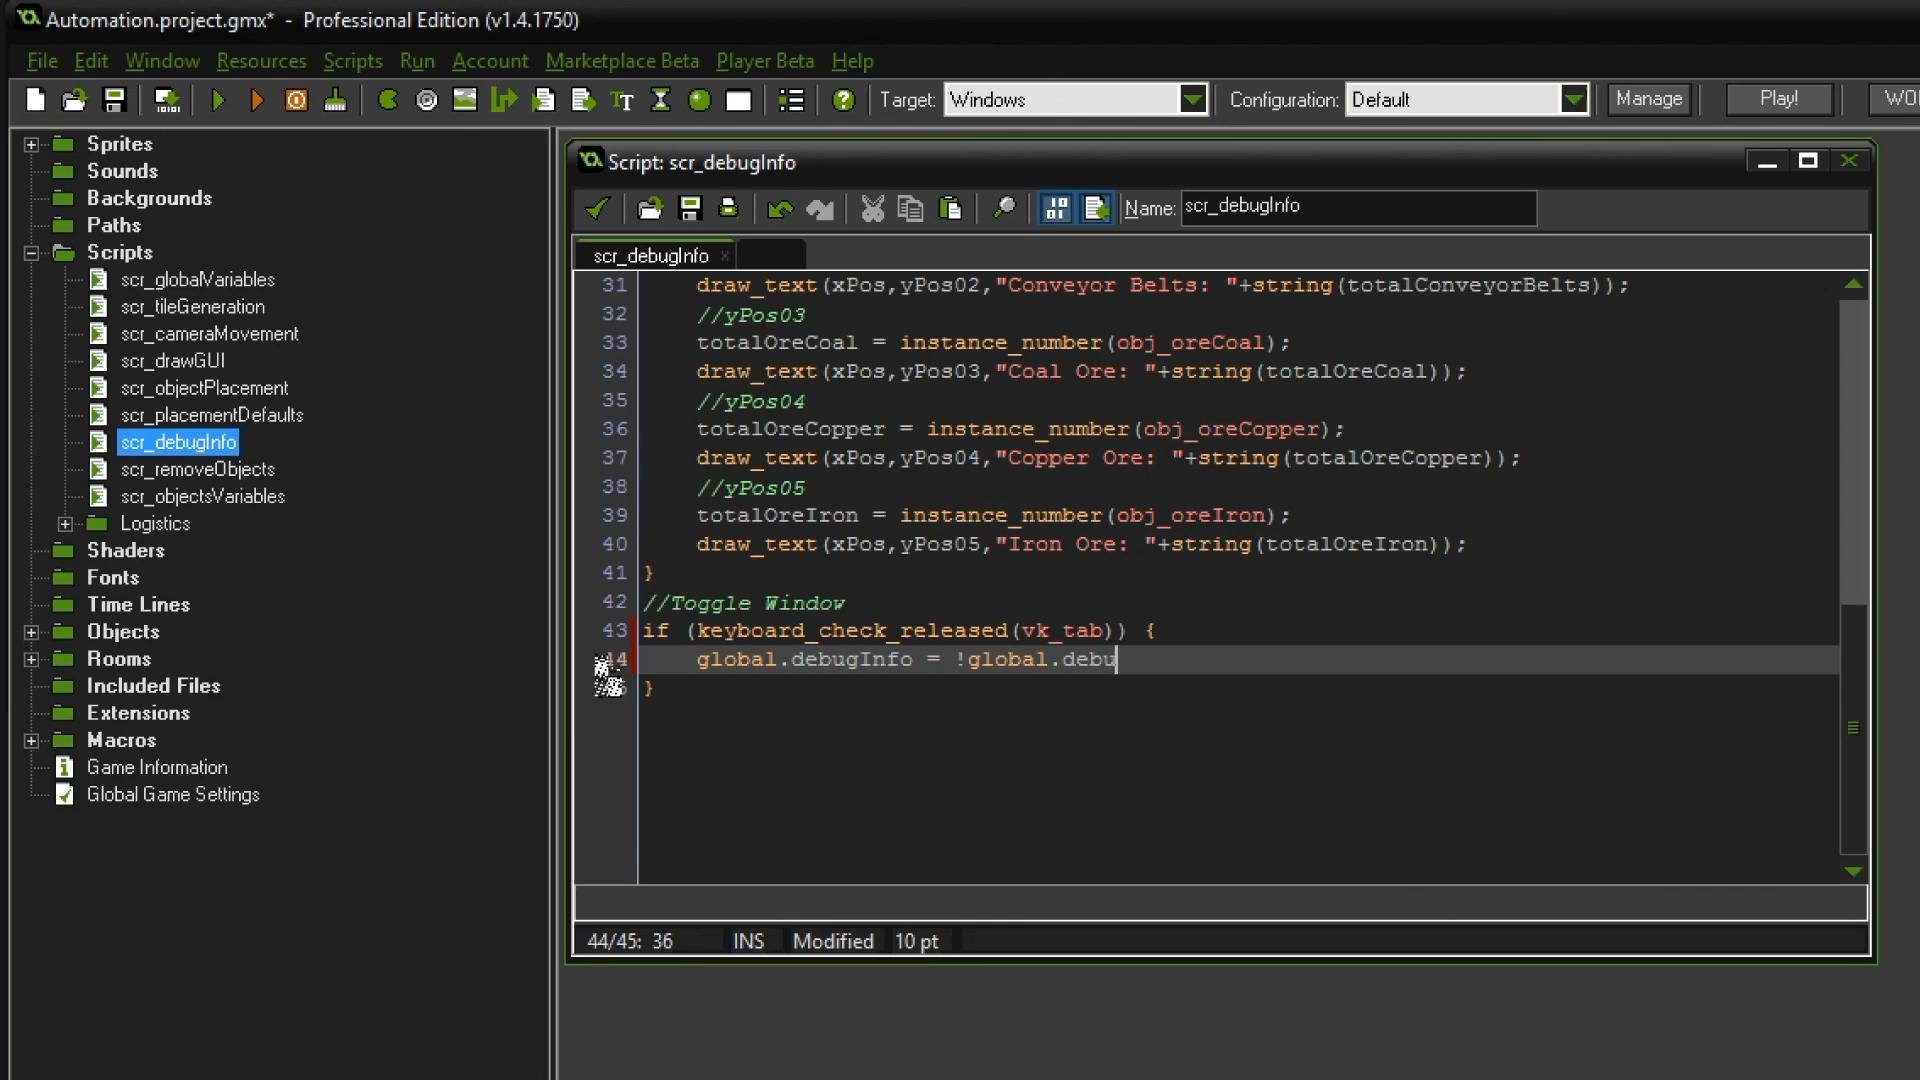 Automation.project.gmx* - Professional Edition (v1.4.1750)
File Edit Window Resources Scripts Run Account Marketplace Beta Player Beta Help
Target: Windows Configuration: Default Manage Play!
Sprites
Sounds
Backgrounds
Paths
Scripts
scr_globalVariables
scr_tileGeneration
scr_cameraMovement
scr_drawGUI
scr_objectPlacement
scr_placementDefaults
scr_debugInfo
scr_removeObjects
scr_objectsVariables
Logistics
Shaders
Fonts
Time Lines
Objects
Rooms
Included Files
Extensions
Macros
Game Information
Global Game Settings
Script: scr_debugInfo
Name: scr_debugInfo
scr_debugInfo
31 draw_text(xPos,yPos02,"Conveyor Belts: "+string(totalConveyorBelts));
32 //yPos03
33 totalOreCoal = instance_number(obj_oreCoal);
34 draw_text(xPos,yPos03,"Coal Ore: "+string(totalOreCoal));
35 //yPos04
36 totalOreCopper = instance_number(obj_oreCopper);
37 draw_text(xPos,yPos04,"Copper Ore: "+string(totalOreCopper));
38 //yPos05
39 totalOreIron = instance_number(obj_oreIron);
40 draw_text(xPos,yPos05,"Iron Ore: "+string(totalOreIron));
41 }
42 //Toggle Window
43 if (keyboard_check_released(vk_tab)) {
44 global.debugInfo = !global.debu
}
44/45: 36 INS Modified 10 pt